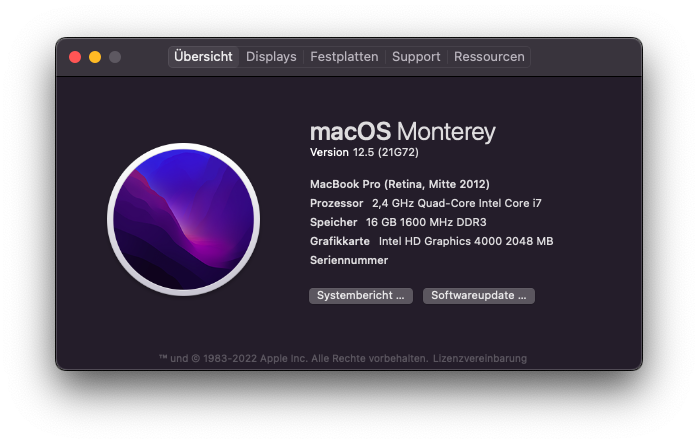 Übersicht Displays Festplatten Support Ressourcen
macOS Monterey
Version 12.5 (21G72)
MacBook Pro (Retina, Mitte 2012)
Prozessor 2,4 GHz Quad-Core Intel Core i7
Speicher 16 GB 1600 MHz DDR3
Grafikkarte Intel HD Graphics 4000 2048 MB
Seriennummer
Systembericht ... Softwareupdate ...
™ und © 1983-2022 Apple Inc. Alle Rechte vorbehalten. Lizenzvereinbarung